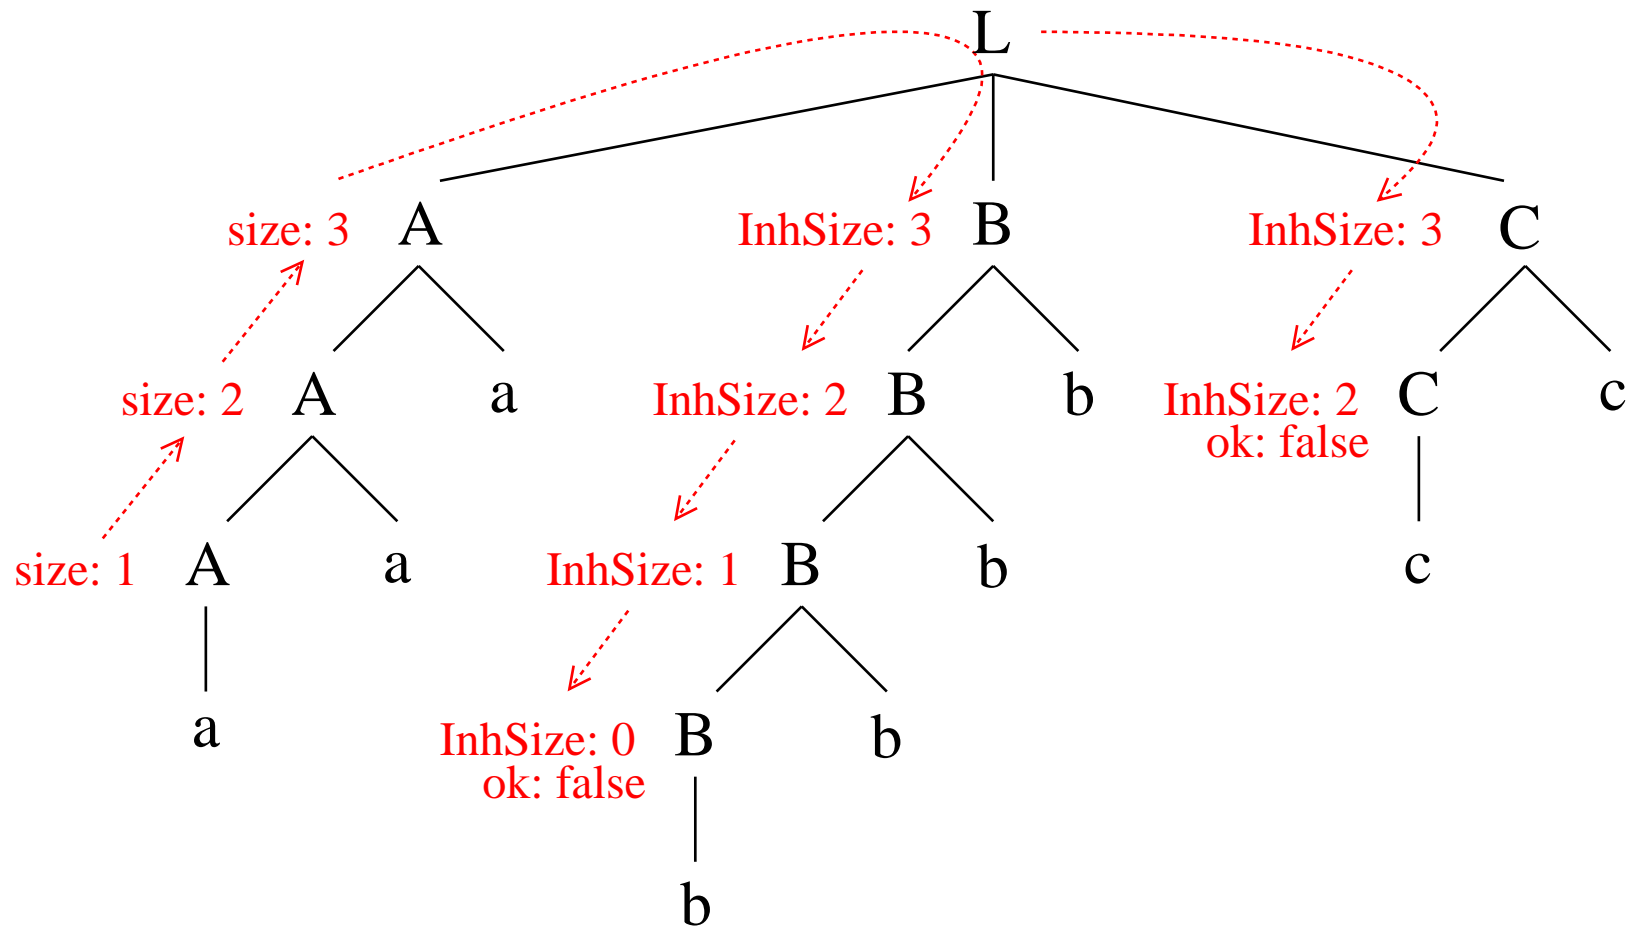 L
size: 3 A InhSize: 3 B InhSize: 3 C
size: 2 A a InhSize: 2 B b InhSize: 2 C c
ok: false
size: 1 A a InhSize: 1 B b c
a InhSize: 0 B b
ok: false
b